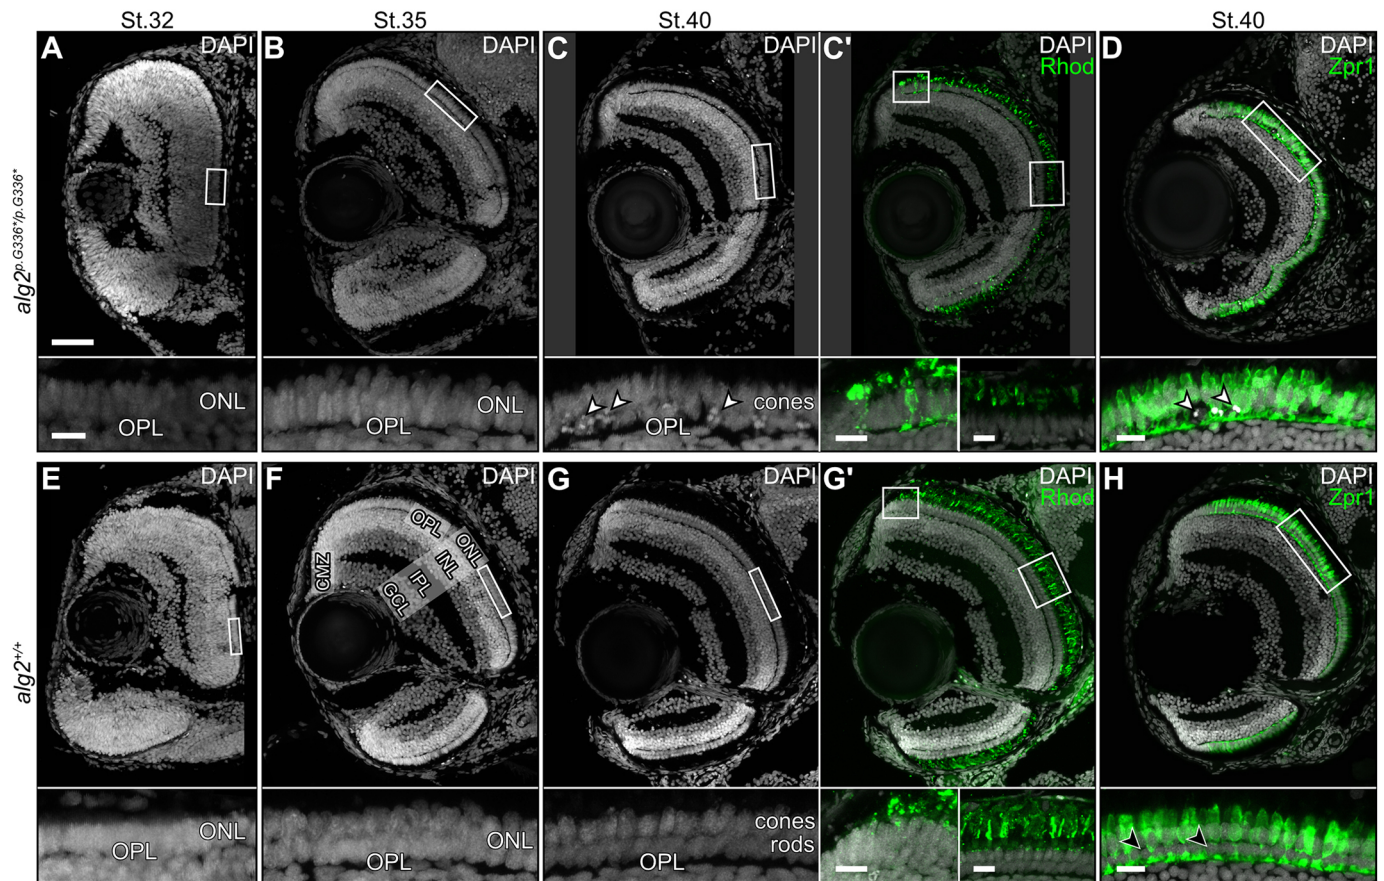 St.32
St.35
St.40
St.40
A
DAPI
B
DAPI
C
DAPI
C'
DAPI
Rhod
D
DAPI
Zpr1
alg2p.G336*/p.G336*
ONL
OPL
ONL
OPL
cones
OPL
E
DAPI
F
DAPI
G
DAPI
G'
DAPI
Rhod
H
DAPI
Zpr1
alg2+/+
CMZ
OPL
ONL
INL
IPL
GCL
ONL
OPL
ONL
OPL
cones
rods
OPL